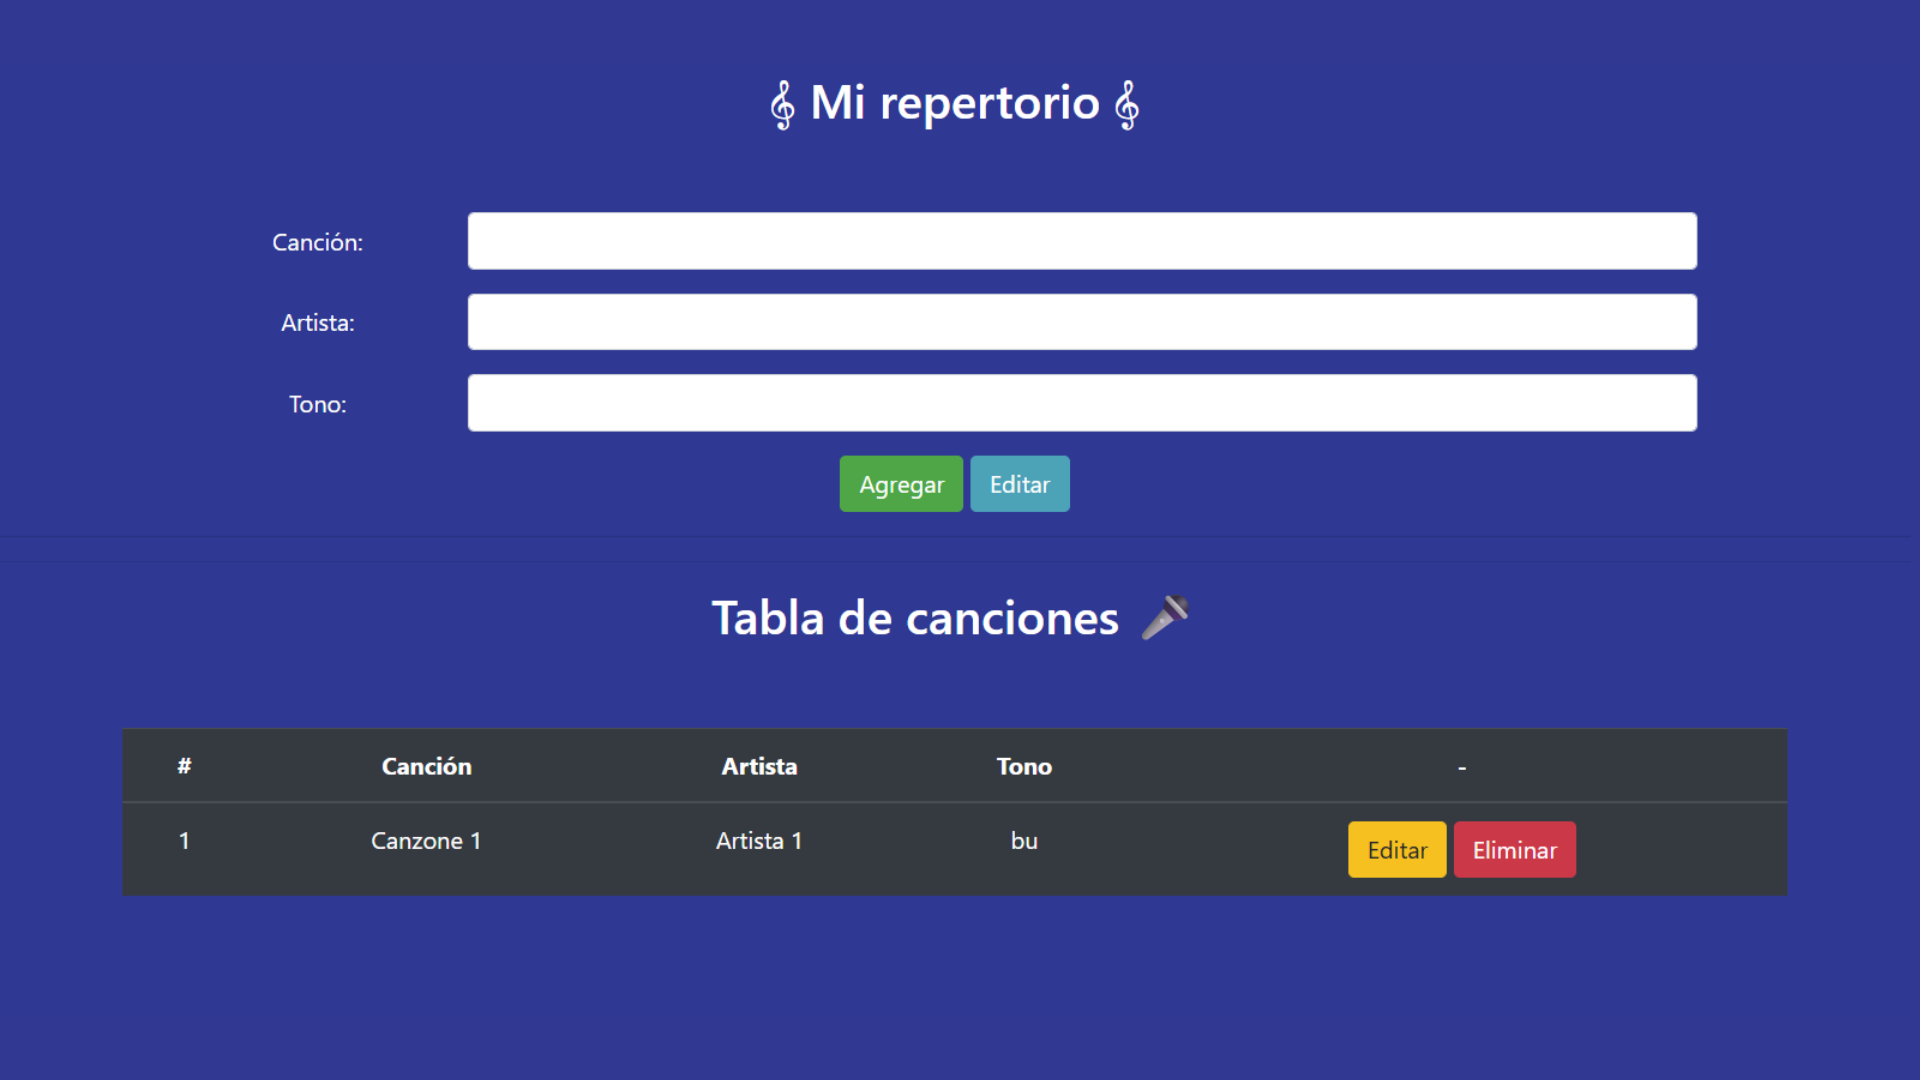 𝄞 Mi repertorio 𝄞
Canción:
Artista:
Tono:
Agregar Editar
Tabla de canciones 🎤
# Canción Artista Tono -
1 Canzone 1 Artista 1 bu Editar Eliminar